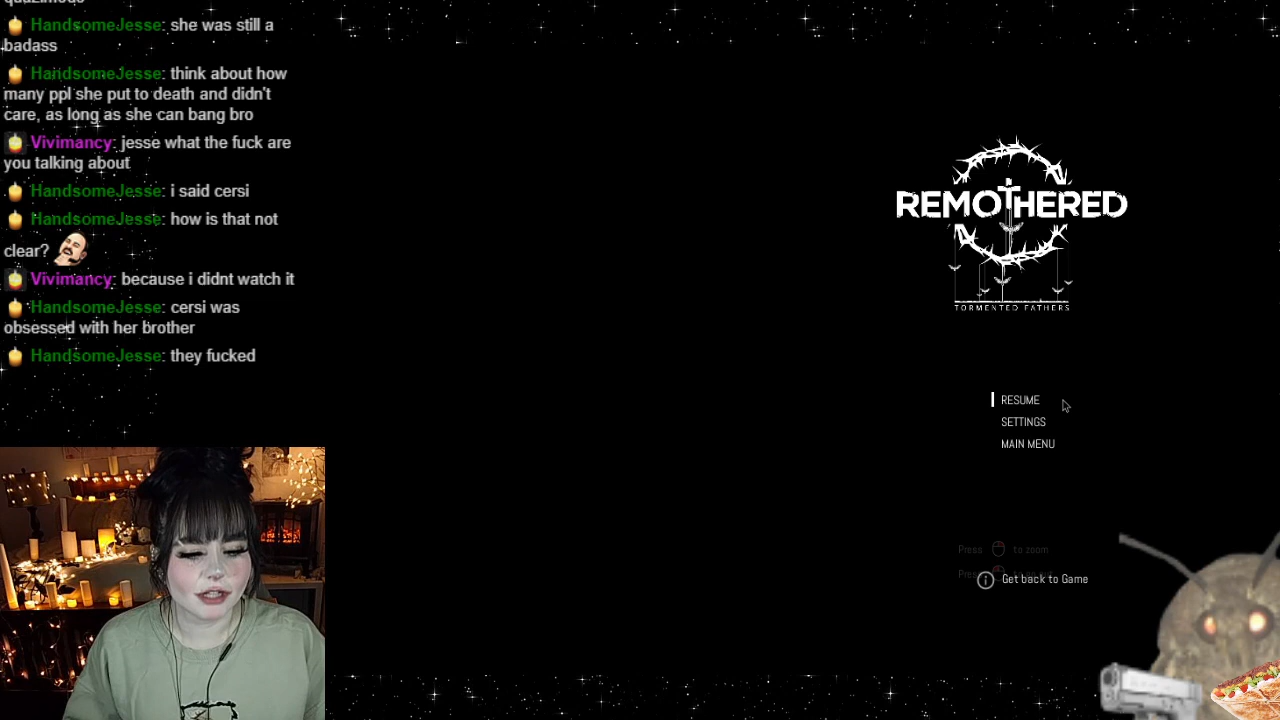 HandsomeJesse: she was still a
badass
HandsomeJesse: think about how
many ppl she put to death and didn't
care, as long as she can bang bro
Vivimancy: jesse what the fuck are
you talking about
HandsomeJesse: i said cersi
HandsomeJesse: how is that not
clear?
Vivimancy: because i didnt watch it
HandsomeJesse: cersi was
obsessed with her brother
HandsomeJesse: they fucked
REMOTHERED
TORMENTED FATHERS
RESUME
SETTINGS
MAIN MENU
Press to zoom
Get back to Game